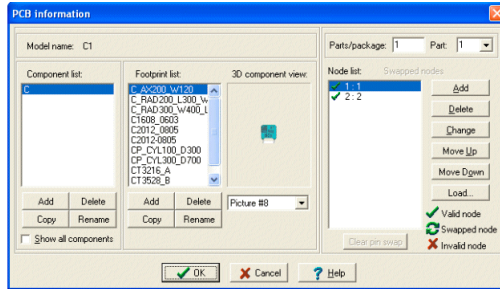 PCB information
Model name: C1
Parts/package: 1 Part: 1
Component list:
C
Add Delete
Copy Rename
Show all components
Footprint list:
C_AX200_W120
C_RAD200_L300_W
C_RAD300_W400_L
C1608_0603
C2012_0805
C2012-0805
CP_CYL100_D300
CP_CYL300_D700
CT3216_A
CT3528_B
Add Delete
Copy Rename
3D component view:
Picture #8
Node list: Swapped nodes
1 : 1
2 : 2
Add
Delete
Change
Move Up
Move Down
Load...
Valid node
Swapped node
Invalid node
Clear pin swap
OK Cancel Help